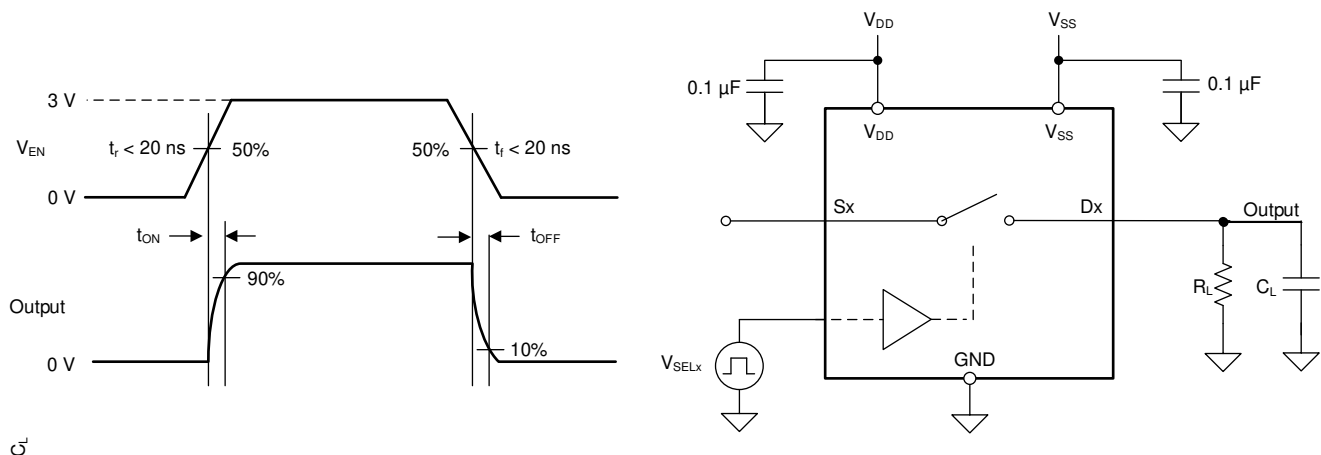 3 V
V_EN
0 V
t_r < 20 ns
50%
50%
t_f < 20 ns
t_ON
t_OFF
90%
10%
Output
0 V
C_L
V_DD
V_SS
0.1 µF
0.1 µF
V_DD
V_SS
Sx
Dx
Output
R_L
C_L
V_SELx
GND